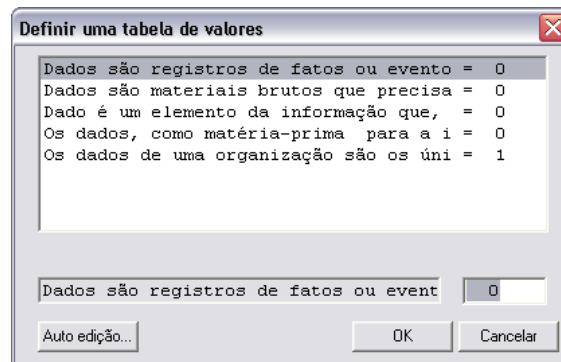 Definir uma tabela de valores
Dados são registros de fatos ou evento = 0
Dados são materiais brutos que precisa = 0
Dado é um elemento da informação que, = 0
Os dados, como matéria-prima para a i = 0
Os dados de uma organização são os úni = 1
Dados são registros de fatos ou event 0
Auto edição... OK Cancelar